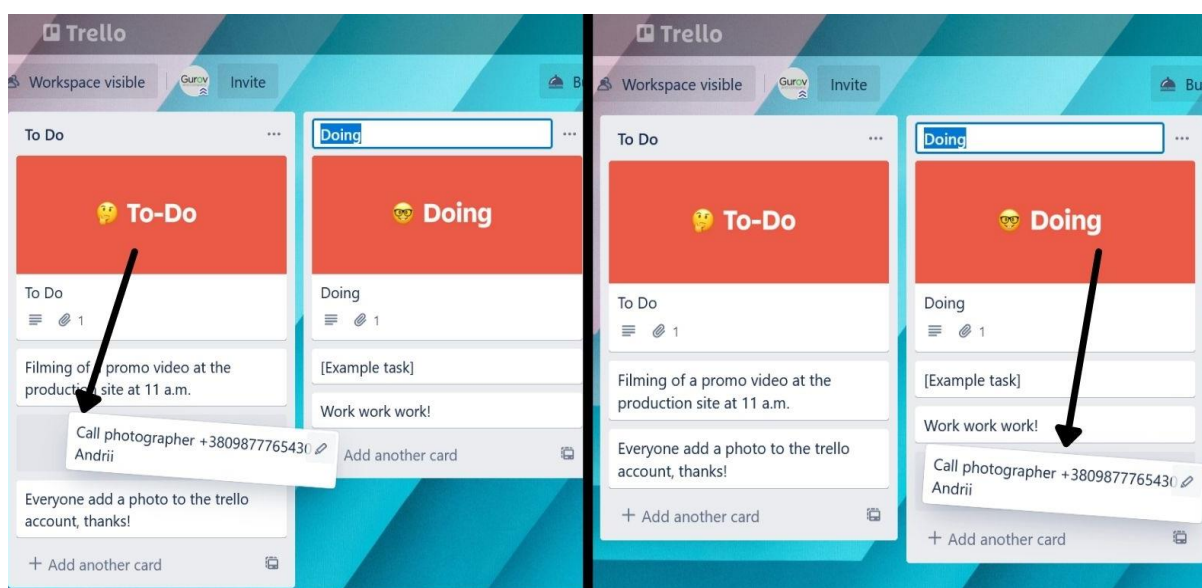 Trello
Workspace visible
Gurov
Invite
To Do
Doing
To-Do
Doing
To Do
1
Doing
1
Filming of a promo video at the
production site at 11 a.m.
[Example task]
Work work work!
Call photographer +3809877765430
Andrii
Add another card
Everyone add a photo to the trello
account, thanks!
+ Add another card
Trello
Workspace visible
Gurov
Invite
To Do
Doing
To-Do
Doing
To Do
1
Doing
1
Filming of a promo video at the
production site at 11 a.m.
[Example task]
Work work work!
Everyone add a photo to the trello
account, thanks!
Call photographer +3809877765430
Andrii
+ Add another card
+ Add another card